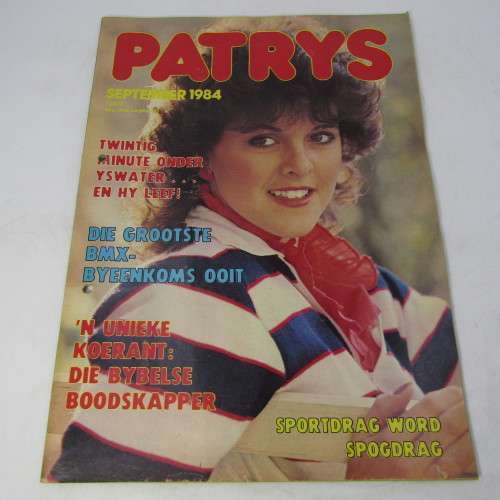 PATRYS
SEPTEMBER 1984
TWINTIG
MINUTE ONDER
YSWATER...
EN HY LEEF!
DIE GROOTSTE
BMX-
BYEENKOMS OOIT
'N UNIEKE
KOERANT:
DIE BYBELSE
BOODSKAPPER
SPORTDRAG WORD
SPOGDRAG